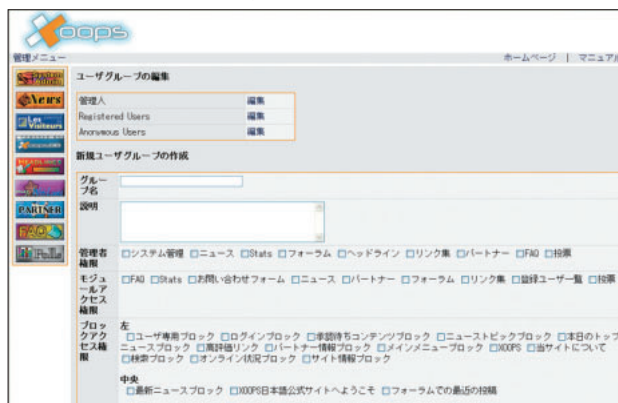 Xoops
管理メニュー
ホームページ | マニュアル
ユーザグループの編集
管理人 編集
Registered Users 編集
Anonymous Users 編集
新規ユーザグループの作成
グループ名
説明
管理者権限
□システム管理 □ニュース □Stats □フォーラム □ヘッドライン □リンク集 □パートナー □FAQ □投票
モジュールアクセス権限
□FAQ □Stats □お問い合わせフォーム □ニュース □パートナー □フォーラム □リンク集 □登録ユーザ一覧 □投票
ブロックアクセス権限
左
□ユーザ専用ブロック □ログインブロック □承認待ちコンテンツブロック □ニューストピックブロック □本日のトップ
ニュースブロック □高評価リンク □パートナー情報ブロック □メインメニューブロック □XOOPS □当サイトについて
□検索ブロック □オンライン状況ブロック □サイト情報ブロック
中央
□最新ニュースブロック □XOOPS日本語公式サイトへようこそ □フォーラムでの最近の投稿
System
News
Les Visiteurs
HEADLINES
PARTNER
FAQ